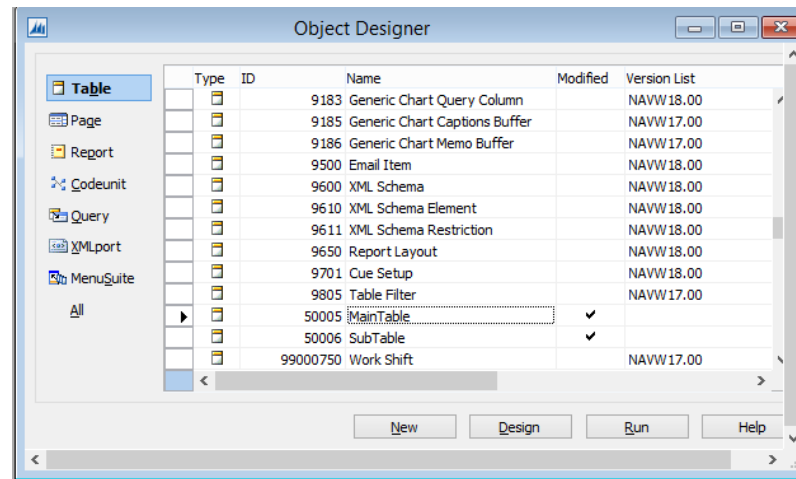 Object Designer
Type ID Name Modified Version List
Table
Page
Report
Codeunit
Query
XMLport
MenuSuite
All
9183 Generic Chart Query Column NAVW18.00
9185 Generic Chart Captions Buffer NAVW17.00
9186 Generic Chart Memo Buffer NAVW17.00
9500 Email Item NAVW18.00
9600 XML Schema NAVW18.00
9610 XML Schema Element NAVW18.00
9611 XML Schema Restriction NAVW18.00
9650 Report Layout NAVW18.00
9701 Cue Setup NAVW18.00
9805 Table Filter NAVW17.00
50005 MainTable ✔
50006 SubTable ✔
99000750 Work Shift NAVW17.00
New Design Run Help